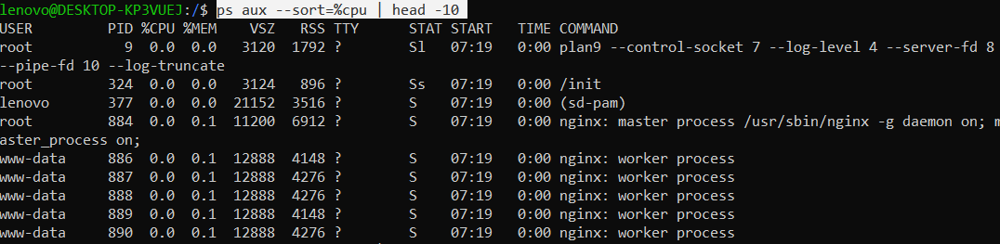 lenovo@DESKTOP-KP3VUEJ:/$ ps aux --sort=%cpu | head -10
USER         PID %CPU %MEM    VSZ   RSS TTY      STAT START   TIME COMMAND
root           9  0.0  0.0   3120  1792 ?        Sl   07:19   0:00 plan9 --control-socket 7 --log-level 4 --server-fd 8
--pipe-fd 10 --log-truncate
root         324  0.0  0.0   3124   896 ?        Ss   07:19   0:00 /init
lenovo       377  0.0  0.0  21152  3516 ?        S    07:19   0:00 (sd-pam)
root         884  0.0  0.1  11200  6912 ?        S    07:19   0:00 nginx: master process /usr/sbin/nginx -g daemon on; m
aster_process on;
www-data     886  0.0  0.1  12888  4148 ?        S    07:19   0:00 nginx: worker process
www-data     887  0.0  0.1  12888  4276 ?        S    07:19   0:00 nginx: worker process
www-data     888  0.0  0.1  12888  4276 ?        S    07:19   0:00 nginx: worker process
www-data     889  0.0  0.1  12888  4148 ?        S    07:19   0:00 nginx: worker process
www-data     890  0.0  0.1  12888  4276 ?        S    07:19   0:00 nginx: worker process